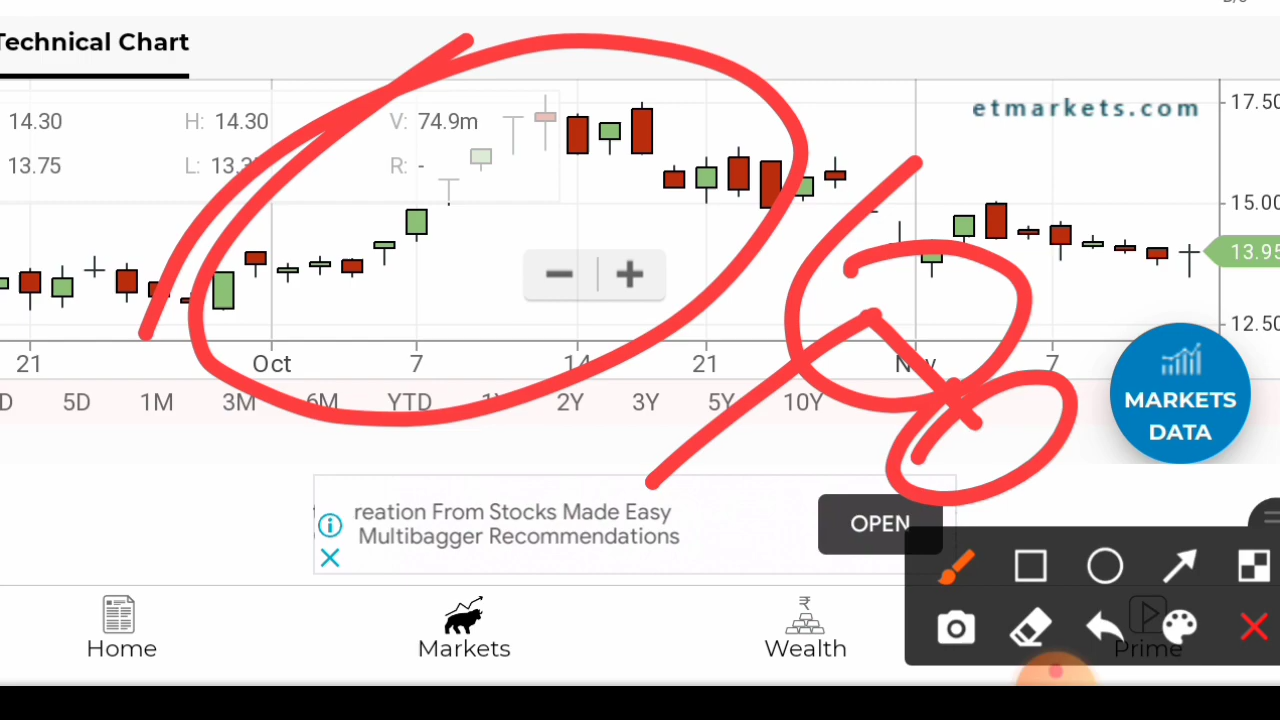 Technical Chart
etmarkets.com
17.50
14.30 H: 14.30 V: 74.9m
13.75 L: R: -
15.00
13.95
12.50
21 Oct 7 14 21 7
5D 1M 3M 6M YTD 2Y 3Y 5Y 10Y
MARKETS
DATA
reation From Stocks Made Easy
Multibagger Recommendations
OPEN
Home Markets Wealth Prime